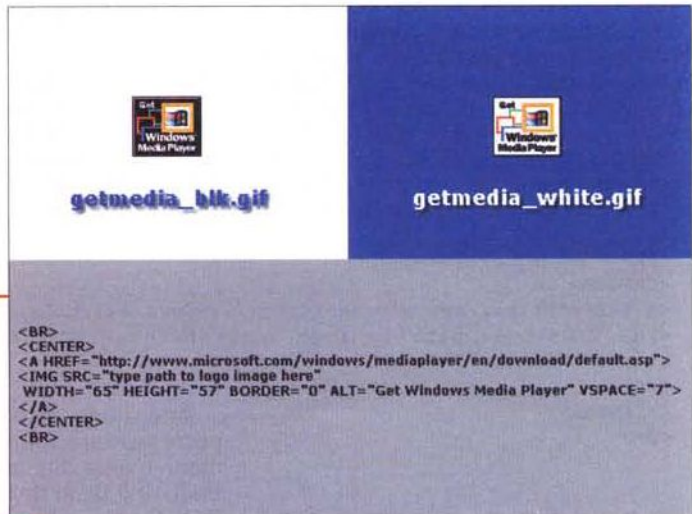 Get
Windows
Media Player
getmedia_blk.gif
Get
Windows
Media Player
getmedia_white.gif
<BR>
<CENTER>
<A HREF="http://www.microsoft.com/windows/mediaplayer/en/download/default.asp">
<IMG SRC="type path to logo image here"
WIDTH="65" HEIGHT="57" BORDER="0" ALT="Get Windows Media Player" VSPACE="7">
</A>
</CENTER>
<BR>